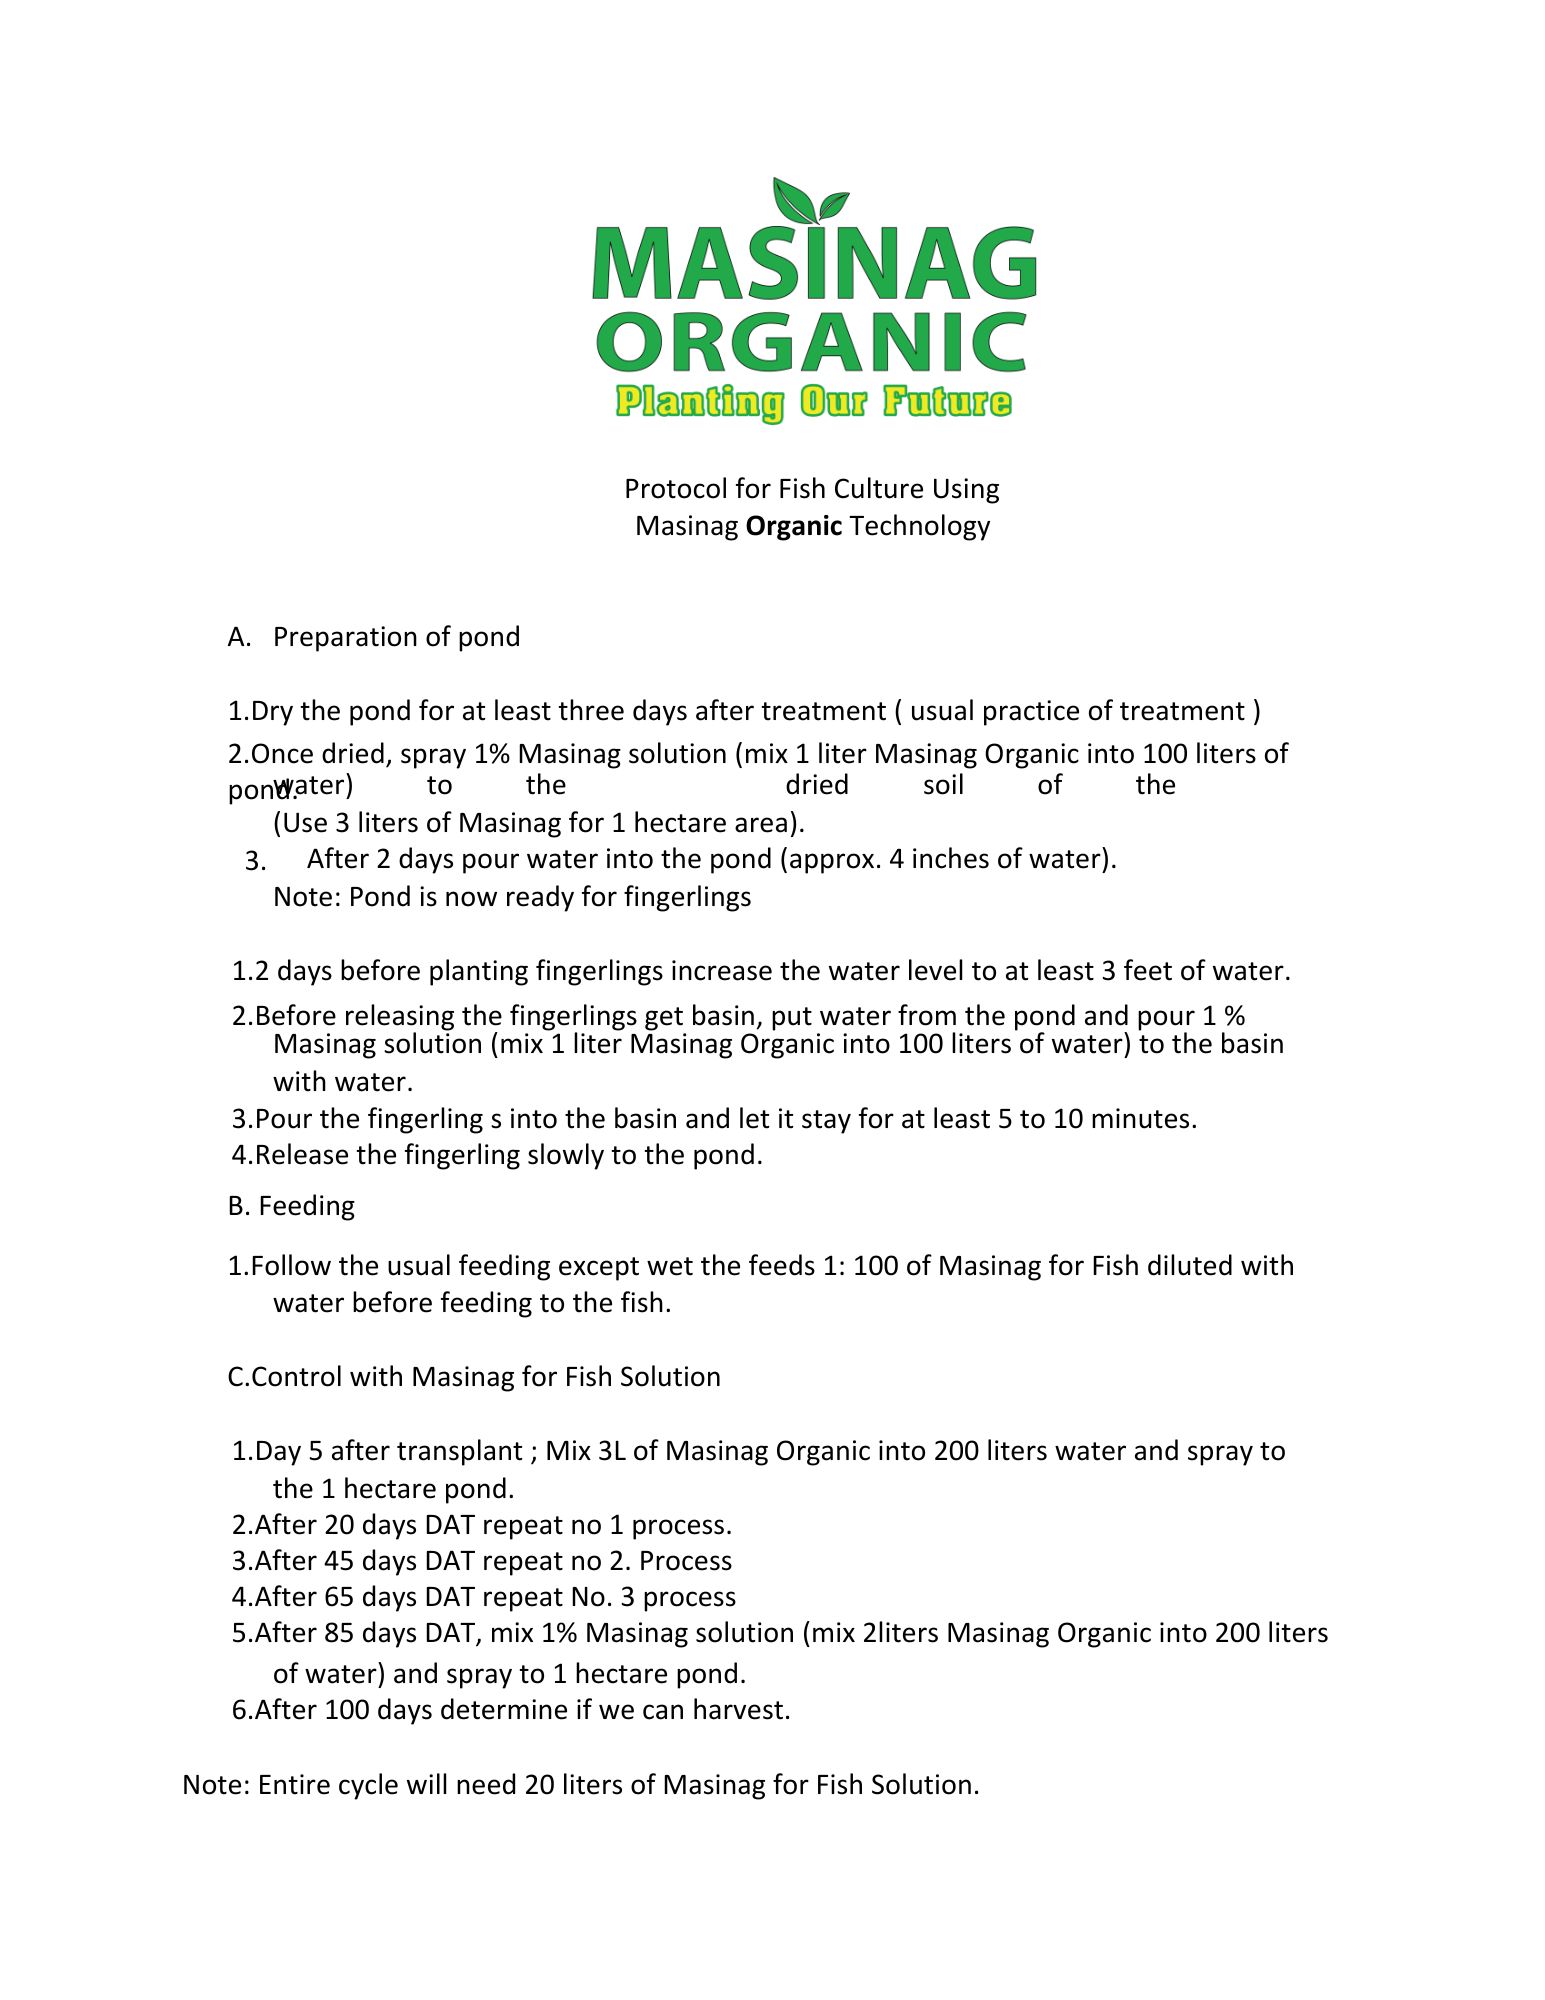 MASINAG
ORGANIC
Planting Our Future
Protocol for Fish Culture Using
Masinag Organic Technology
A. Preparation of pond
1.Dry the pond for at least three days after treatment ( usual practice of treatment )
2.Once dried, spray 1% Masinag solution (mix 1 liter Masinag Organic into 100 liters of
water) to the dried soil of the
pond.
(Use 3 liters of Masinag for 1 hectare area).
3. After 2 days pour water into the pond (approx. 4 inches of water).
Note: Pond is now ready for fingerlings
1.2 days before planting fingerlings increase the water level to at least 3 feet of water.
2.Before releasing the fingerlings get basin, put water from the pond and pour 1 %
Masinag solution (mix 1 liter Masinag Organic into 100 liters of water) to the basin
with water.
3.Pour the fingerling s into the basin and let it stay for at least 5 to 10 minutes.
4.Release the fingerling slowly to the pond.
B. Feeding
1.Follow the usual feeding except wet the feeds 1: 100 of Masinag for Fish diluted with
water before feeding to the fish.
C.Control with Masinag for Fish Solution
1.Day 5 after transplant ; Mix 3L of Masinag Organic into 200 liters water and spray to
the 1 hectare pond.
2.After 20 days DAT repeat no 1 process.
3.After 45 days DAT repeat no 2. Process
4.After 65 days DAT repeat No. 3 process
5.After 85 days DAT, mix 1% Masinag solution (mix 2liters Masinag Organic into 200 liters
of water) and spray to 1 hectare pond.
6.After 100 days determine if we can harvest.
Note: Entire cycle will need 20 liters of Masinag for Fish Solution.